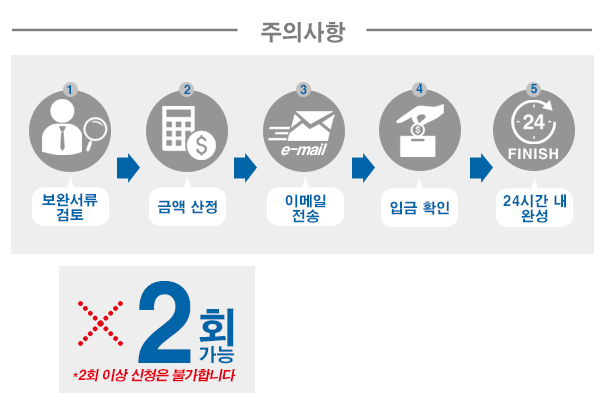 주의사항
1
2
3
4
5
$
e-mail
$
24
FINISH
보완서류
검토
금액 산정
이메일
전송
입금 확인
24시간 내
완성
2회
가능
*2회 이상 신청은 불가합니다